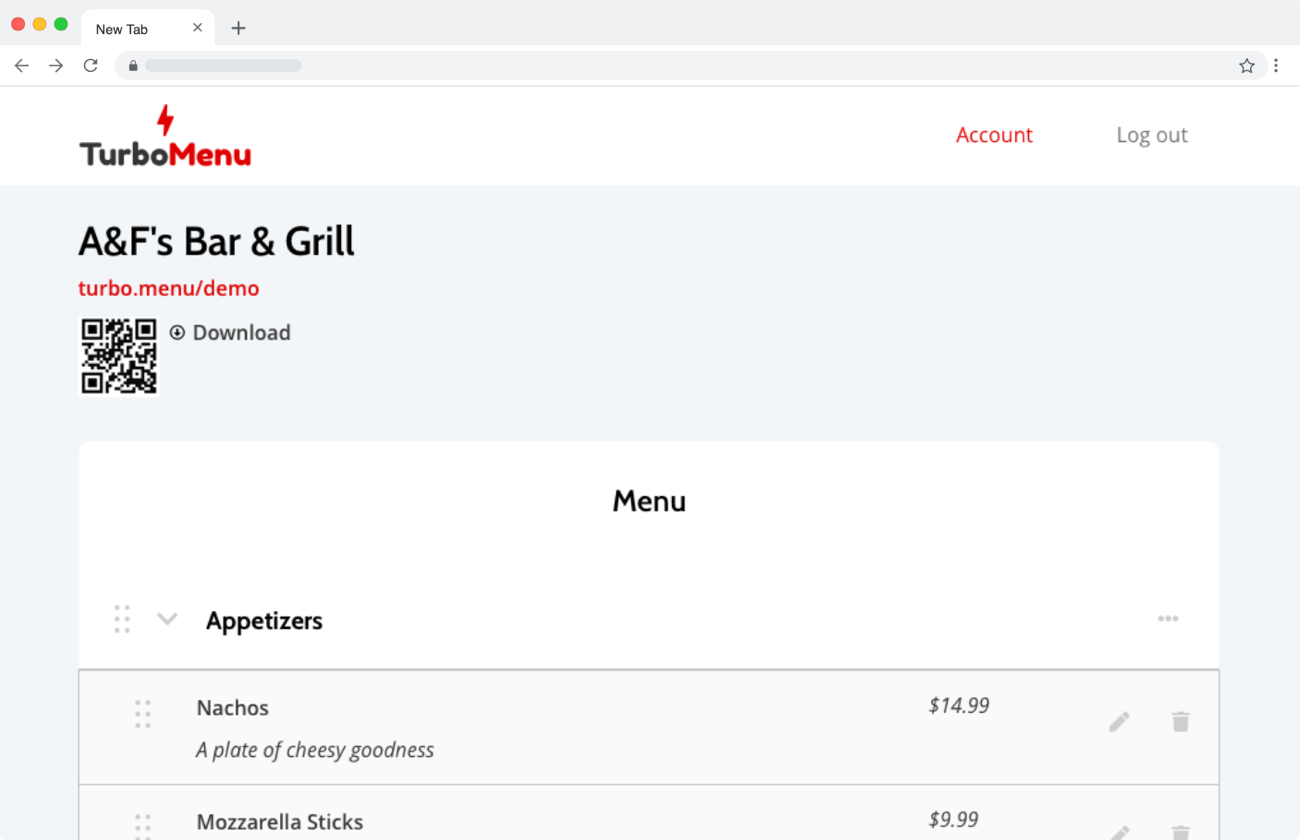 New Tab
TurboMenu
Account
Log out
A&F's Bar & Grill
turbo.menu/demo
Download
Menu
Appetizers
Nachos
$14.99
A plate of cheesy goodness
Mozzarella Sticks
$9.99